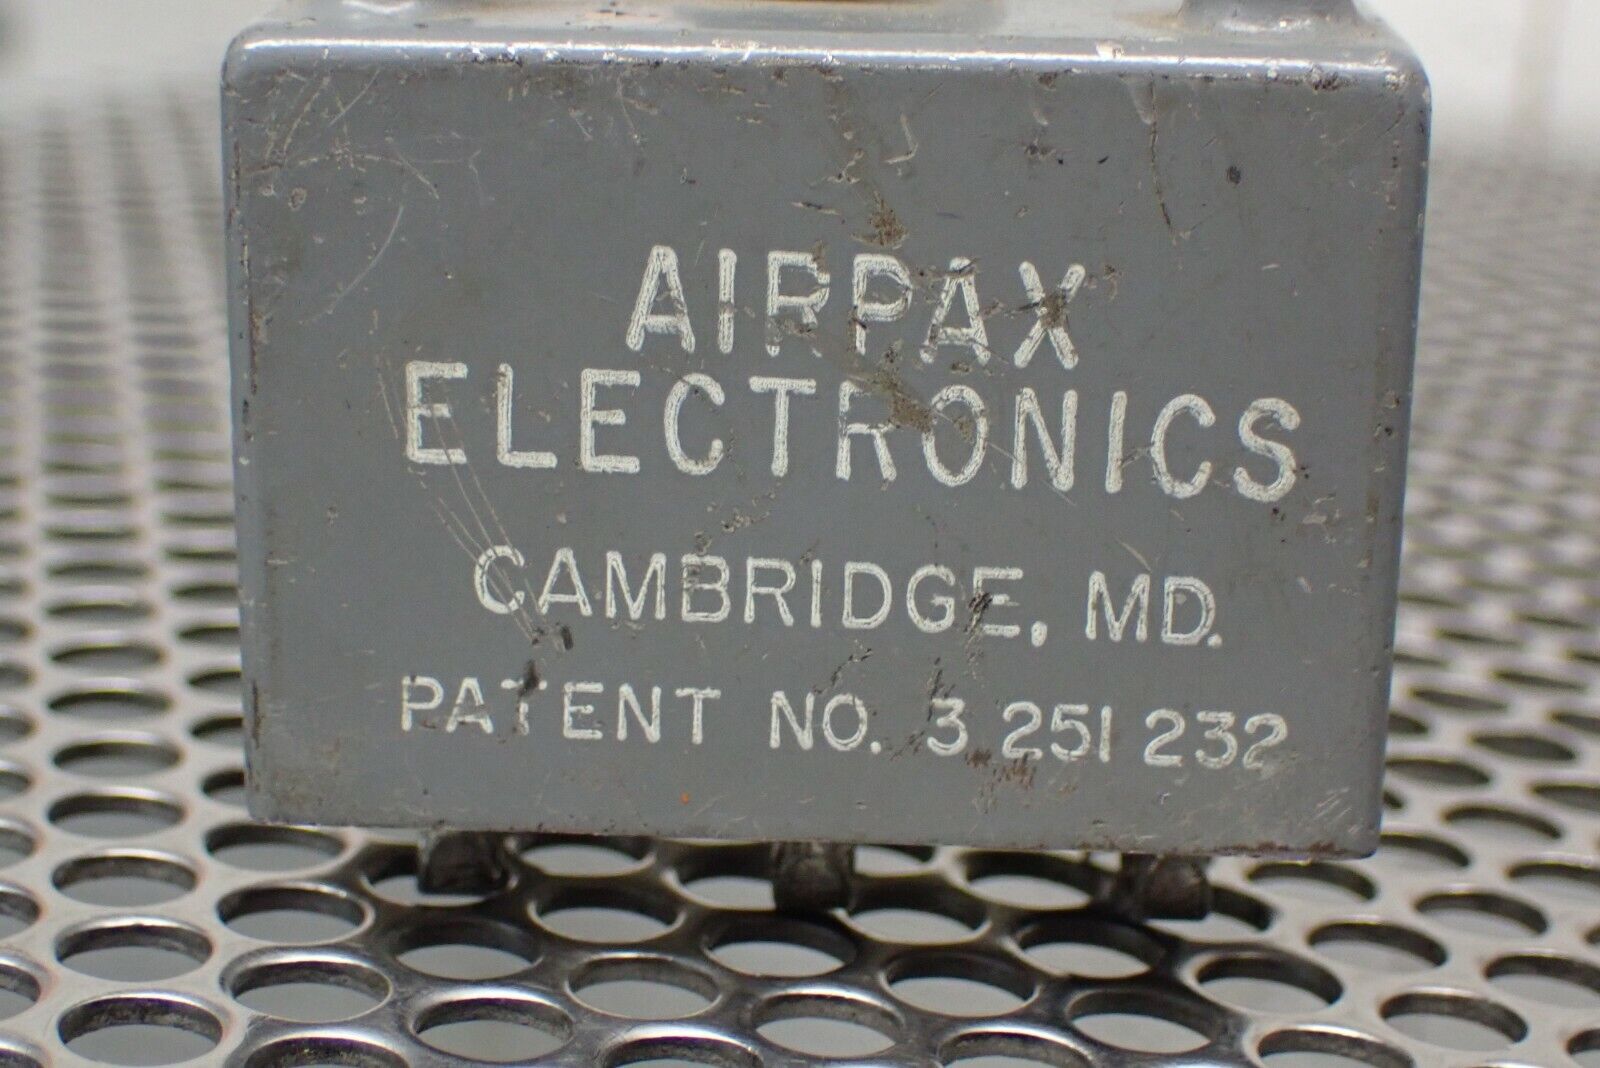 AIRPAX
ELECTRONICS
CAMBRIDGE, MD.
PATENT NO. 3 251 232